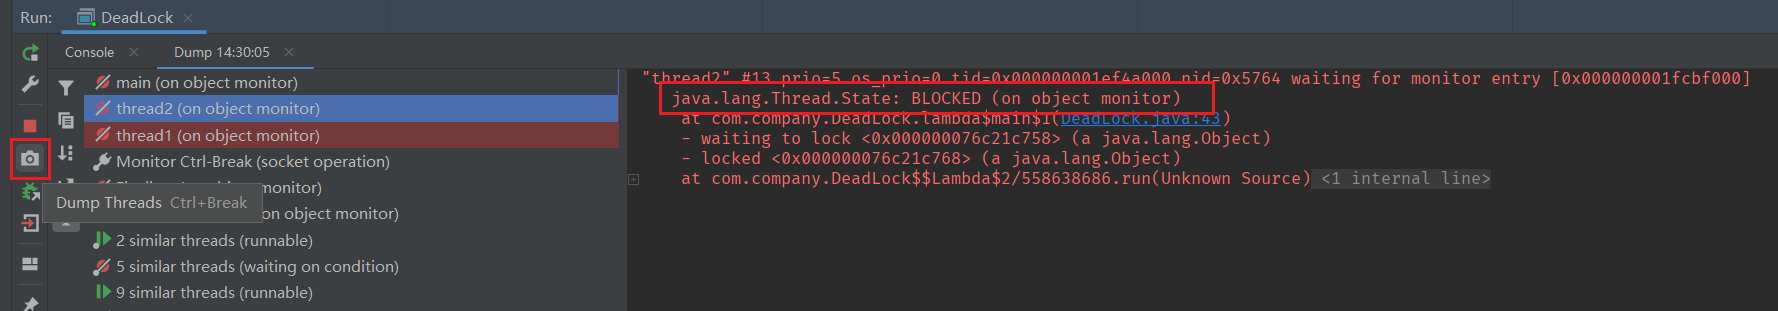 Run: DeadLock
Console Dump 14:30:05
main (on object monitor)
thread2 (on object monitor)
thread1 (on object monitor)
Monitor Ctrl-Break (socket operation)
monitor)
Dump Threads Ctrl+Break
on object monitor)
2 similar threads (runnable)
5 similar threads (waiting on condition)
9 similar threads (runnable)
"thread2" #13 prio=5 os_prio=0 tid=0x000000001ef4a000 nid=0x5764 waiting for monitor entry [0x000000001fcbf000]
java.lang.Thread.State: BLOCKED (on object monitor)
at com.company.DeadLock.lambda$main$1(DeadLock.java:43)
- waiting to lock <0x000000076c21c758> (a java.lang.Object)
- locked <0x000000076c21c768> (a java.lang.Object)
at com.company.DeadLock$$Lambda$2/558638686.run(Unknown Source) <1 internal line>